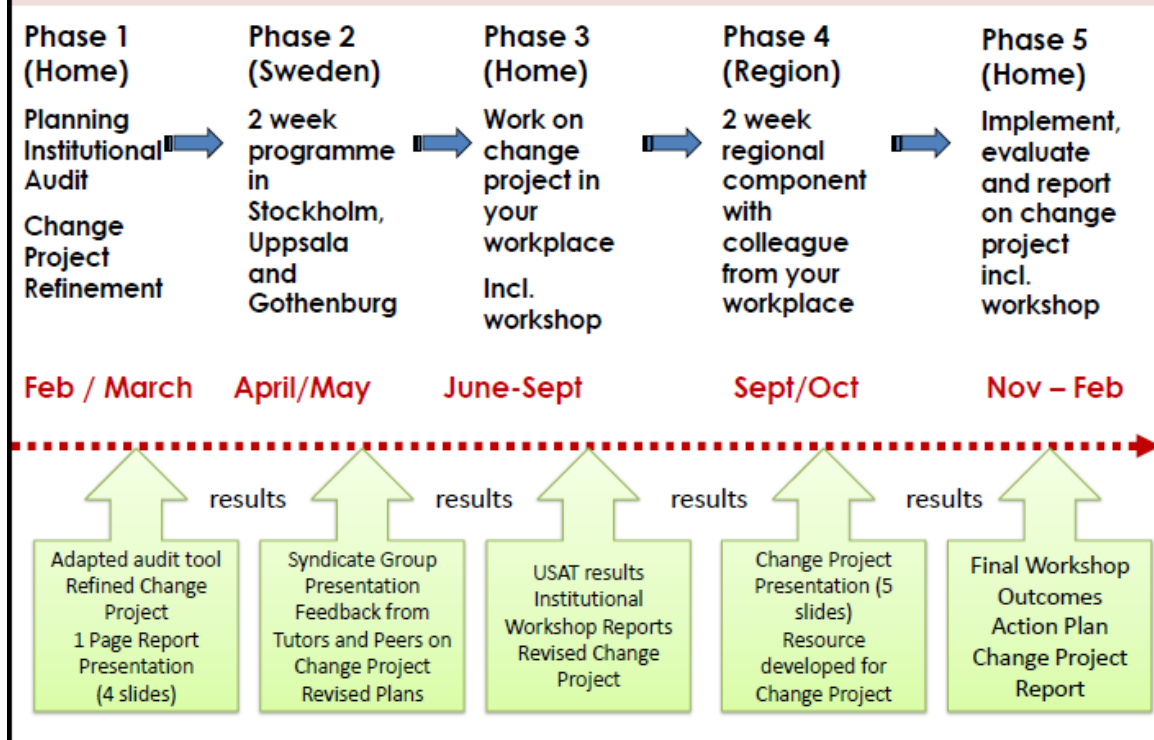 Phase 1
(Home)
Planning
Institutional
Audit
Change
Project
Refinement
Phase 2
(Sweden)
2 week
programme
in
Stockholm,
Uppsala
and
Gothenburg
Phase 3
(Home)
Work on
change
project in
your
workplace
Incl.
workshop
Phase 4
(Region)
2 week
regional
component
with
colleague
from your
workplace
Phase 5
(Home)
Implement,
evaluate
and report
on change
project
incl.
workshop
Feb / March
April/May
June-Sept
Sept/Oct
Nov – Feb
results
results
results
results
Adapted audit tool
Refined Change
Project
1 Page Report
Presentation
(4 slides)
Syndicate Group
Presentation
Feedback from
Tutors and Peers on
Change Project
Revised Plans
USAT results
Institutional
Workshop Reports
Revised Change
Project
Change Project
Presentation (5
slides)
Resource
developed for
Change Project
Final Workshop
Outcomes
Action Plan
Change Project
Report